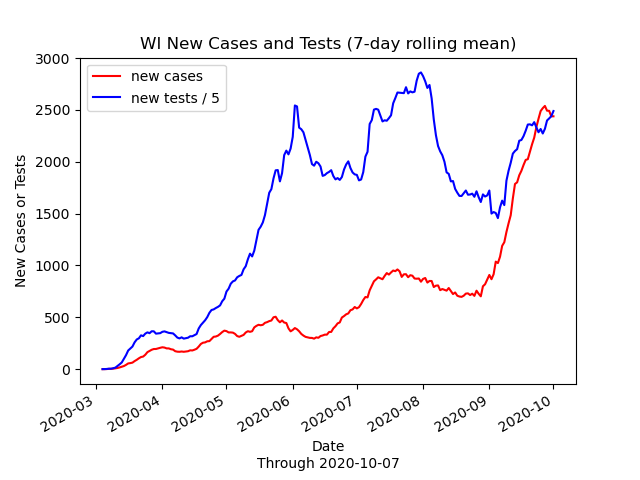 WI New Cases and Tests (7-day rolling mean)
new cases
new tests / 5
New Cases or Tests
3000
2500
2000
1500
1000
500
0
2020-03
2020-04
2020-05
2020-06
2020-07
2020-08
2020-09
2020-10
Date
Through 2020-10-07